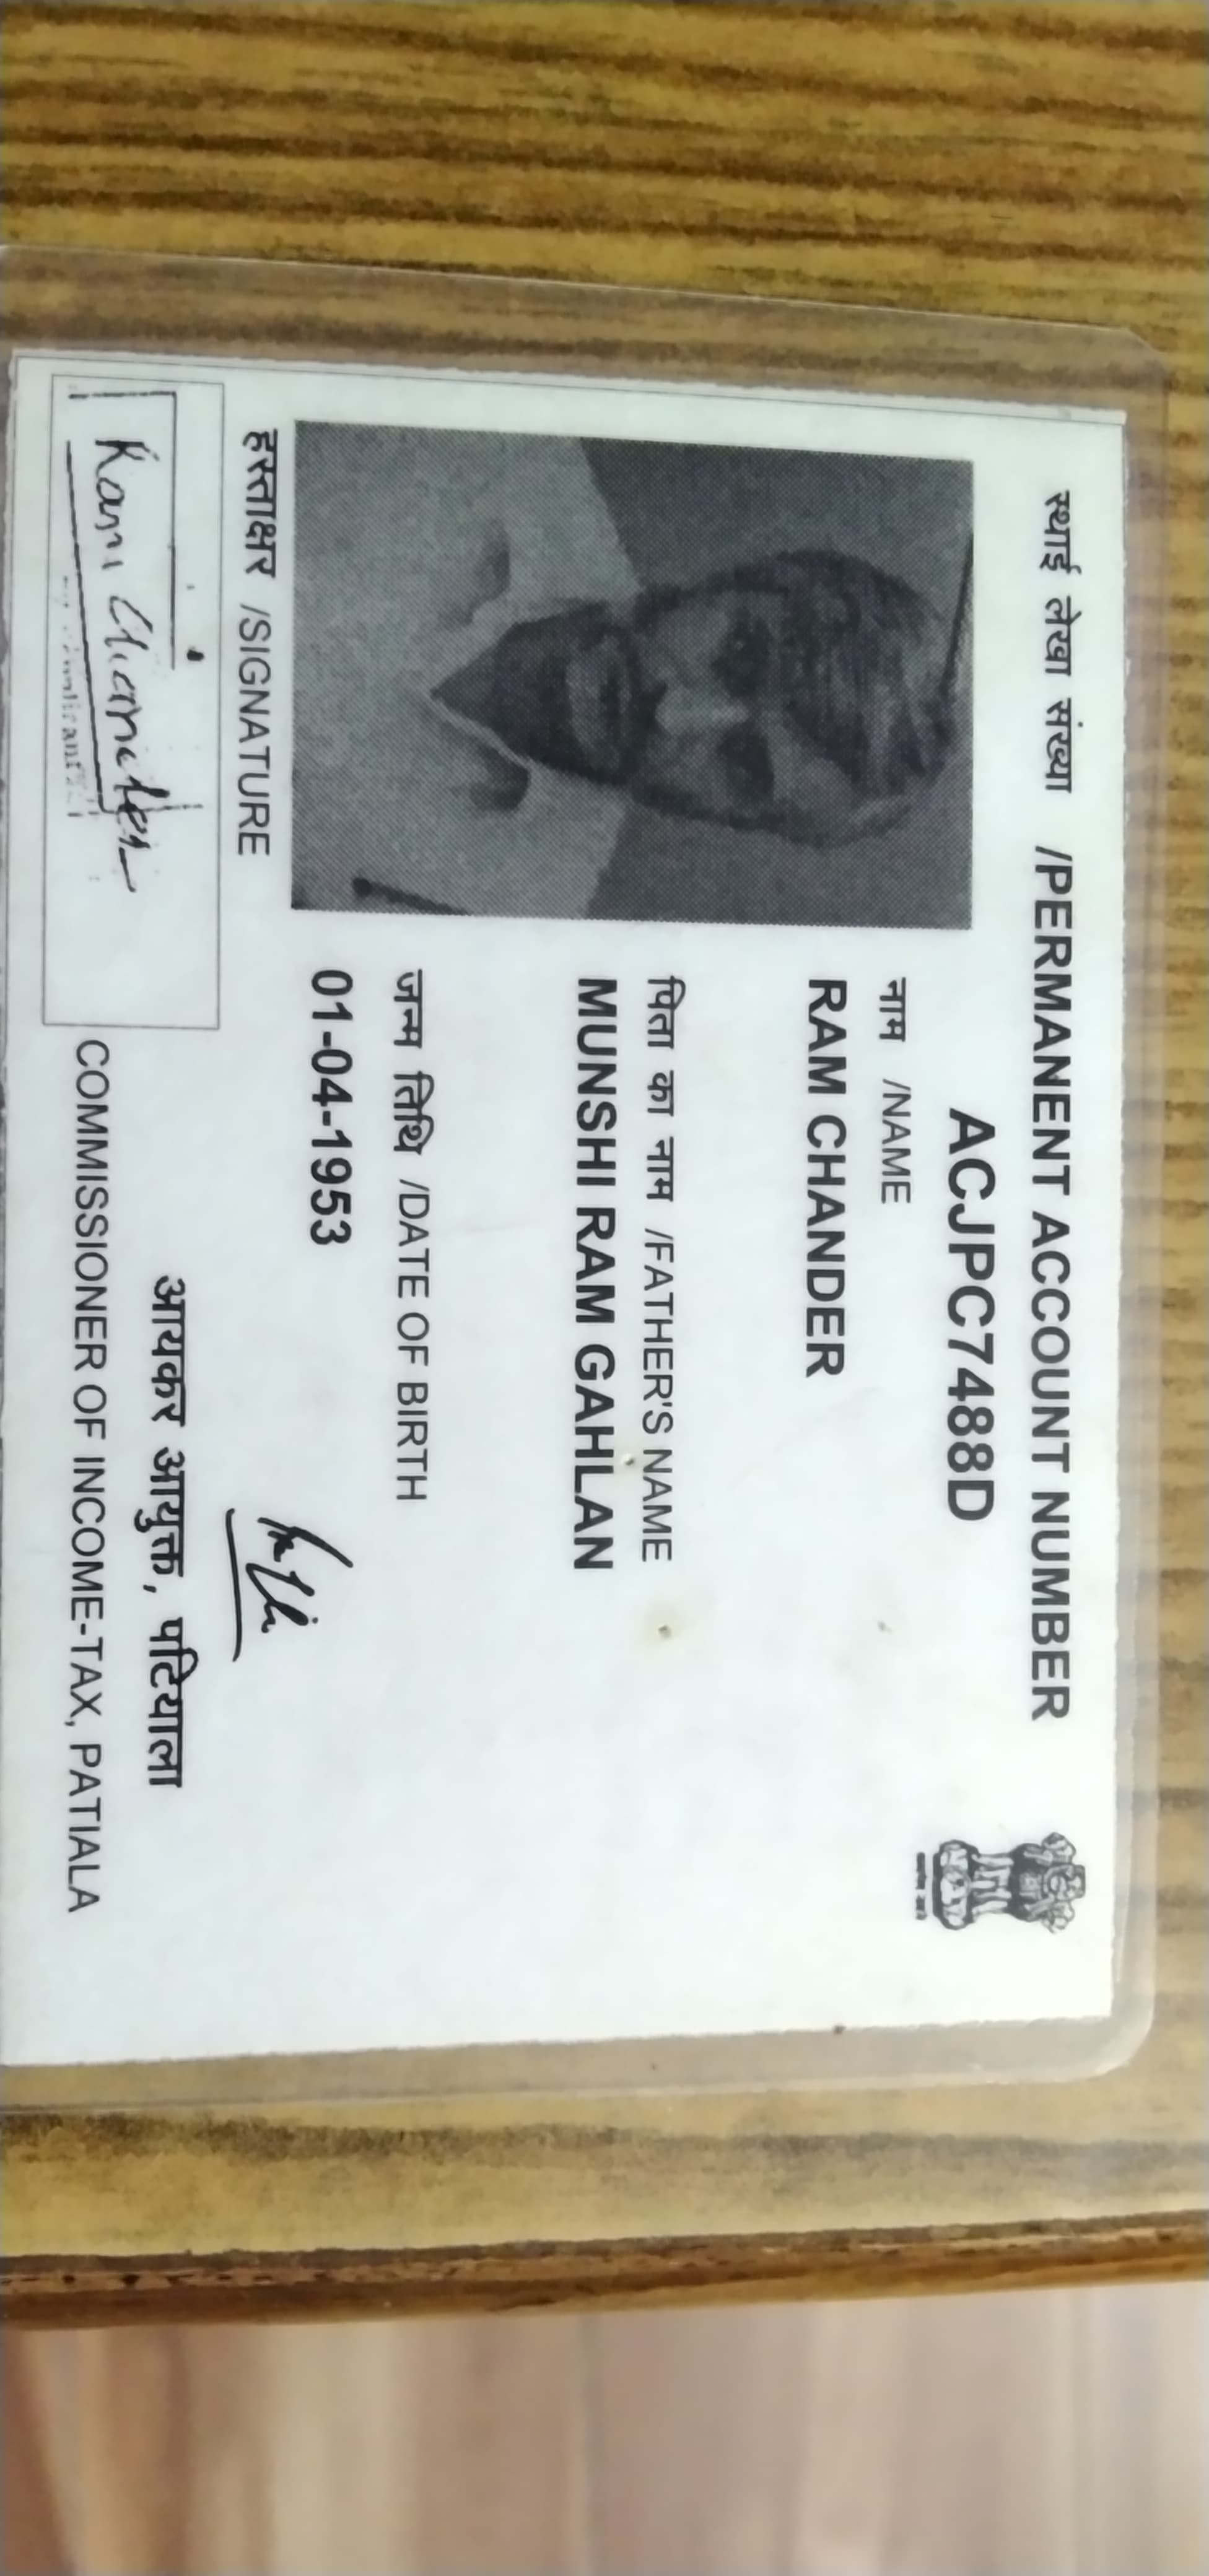 स्थाई लेखा संख्या /PERMANENT ACCOUNT NUMBER
ACJPC7488D
नाम /NAME
RAM CHANDER
पिता का नाम /FATHER'S NAME
MUNSHI RAM GAHLAN
जन्म तिथि /DATE OF BIRTH
01-04-1953
हस्ताक्षर /SIGNATURE
Ram Chander
आयकर आयुक्त, पटियाला
COMMISSIONER OF INCOME-TAX, PATIALA